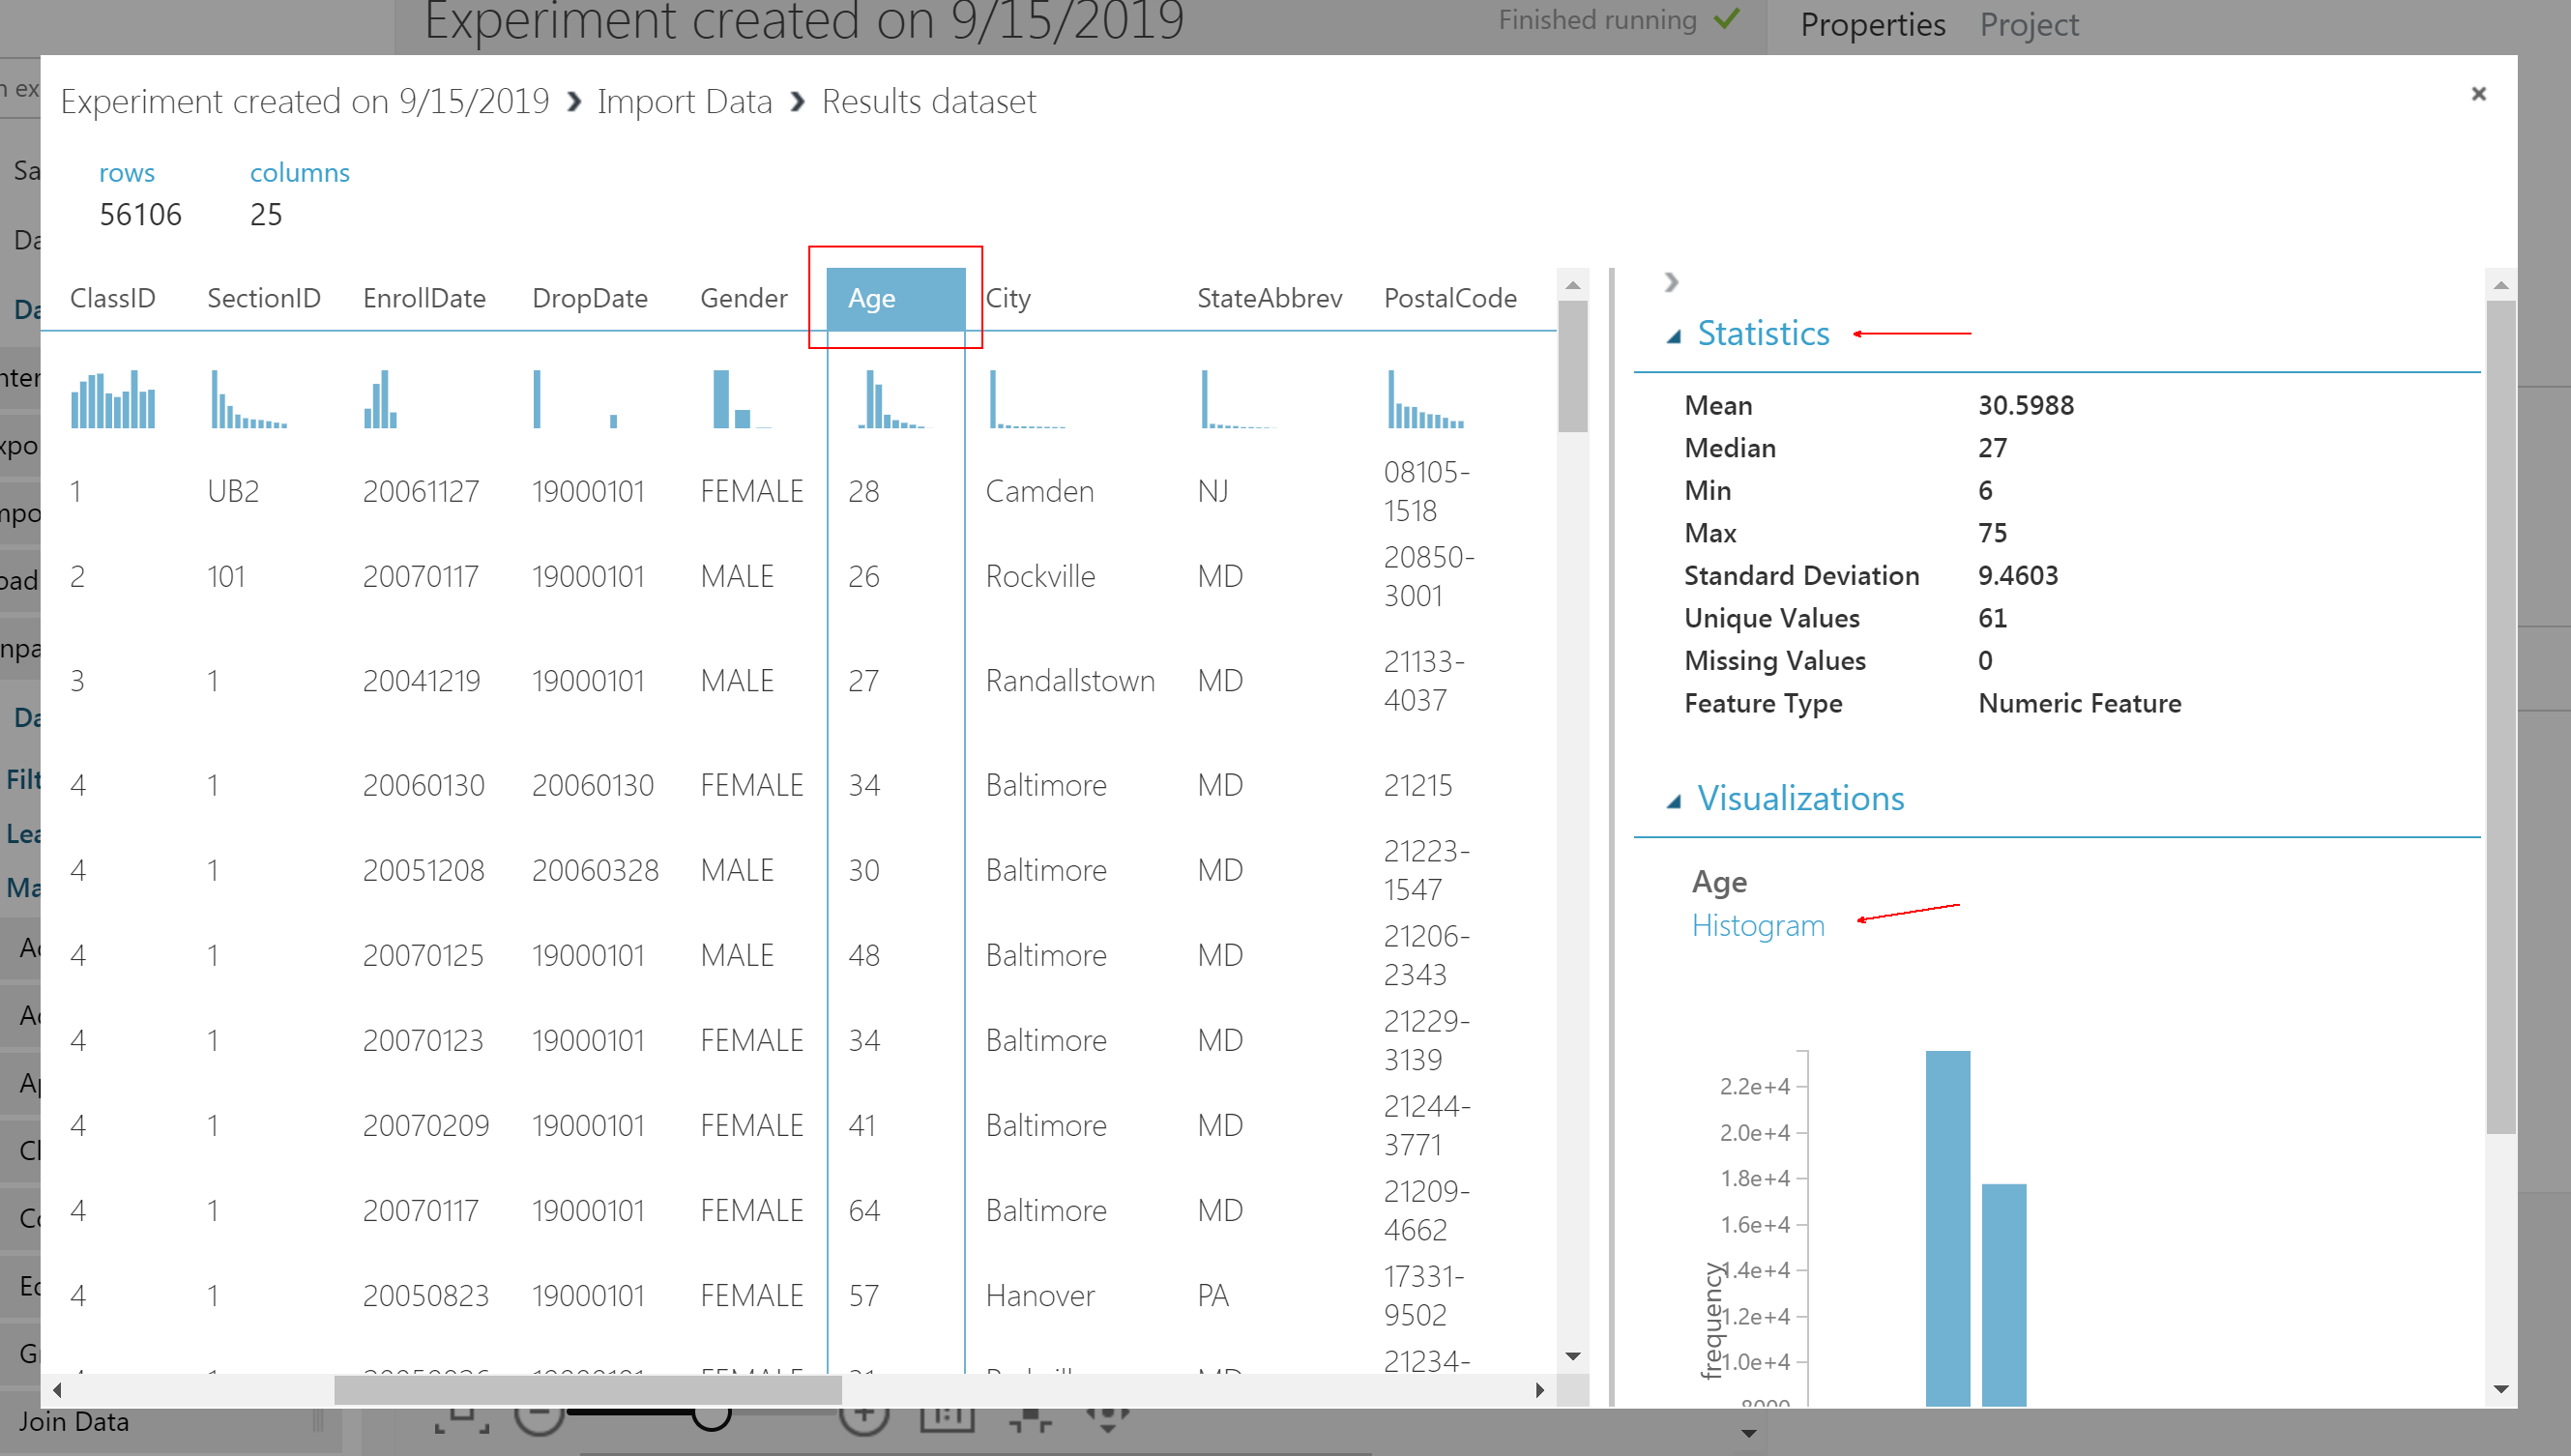 Experiment created on 9/15/2019
Finished running
Properties Project
Experiment created on 9/15/2019 > Import Data > Results dataset
rows columns
56106 25
ClassID SectionID EnrollDate DropDate Gender Age City StateAbbrev PostalCode
1 UB2 20061127 19000101 FEMALE 28 Camden NJ 08105-
1518
2 101 20070117 19000101 MALE 26 Rockville MD 20850-
3001
3 1 20041219 19000101 MALE 27 Randallstown MD 21133-
4037
4 1 20060130 20060130 FEMALE 34 Baltimore MD 21215
4 1 20051208 20060328 MALE 30 Baltimore MD 21223-
1547
4 1 20070125 19000101 MALE 48 Baltimore MD 21206-
2343
4 1 20070123 19000101 FEMALE 34 Baltimore MD 21229-
3139
4 1 20070209 19000101 FEMALE 41 Baltimore MD 21244-
3771
4 1 20070117 19000101 FEMALE 64 Baltimore MD 21209-
4662
4 1 20050823 19000101 FEMALE 57 Hanover PA 17331-
9502
21234-
Statistics
Mean 30.5988
Median 27
Min 6
Max 75
Standard Deviation 9.4603
Unique Values 61
Missing Values 0
Feature Type Numeric Feature
Visualizations
Age
Histogram
2.2e+4
2.0e+4
1.8e+4
1.6e+4
1.4e+4
1.2e+4
1.0e+4
8000
frequency
Join Data